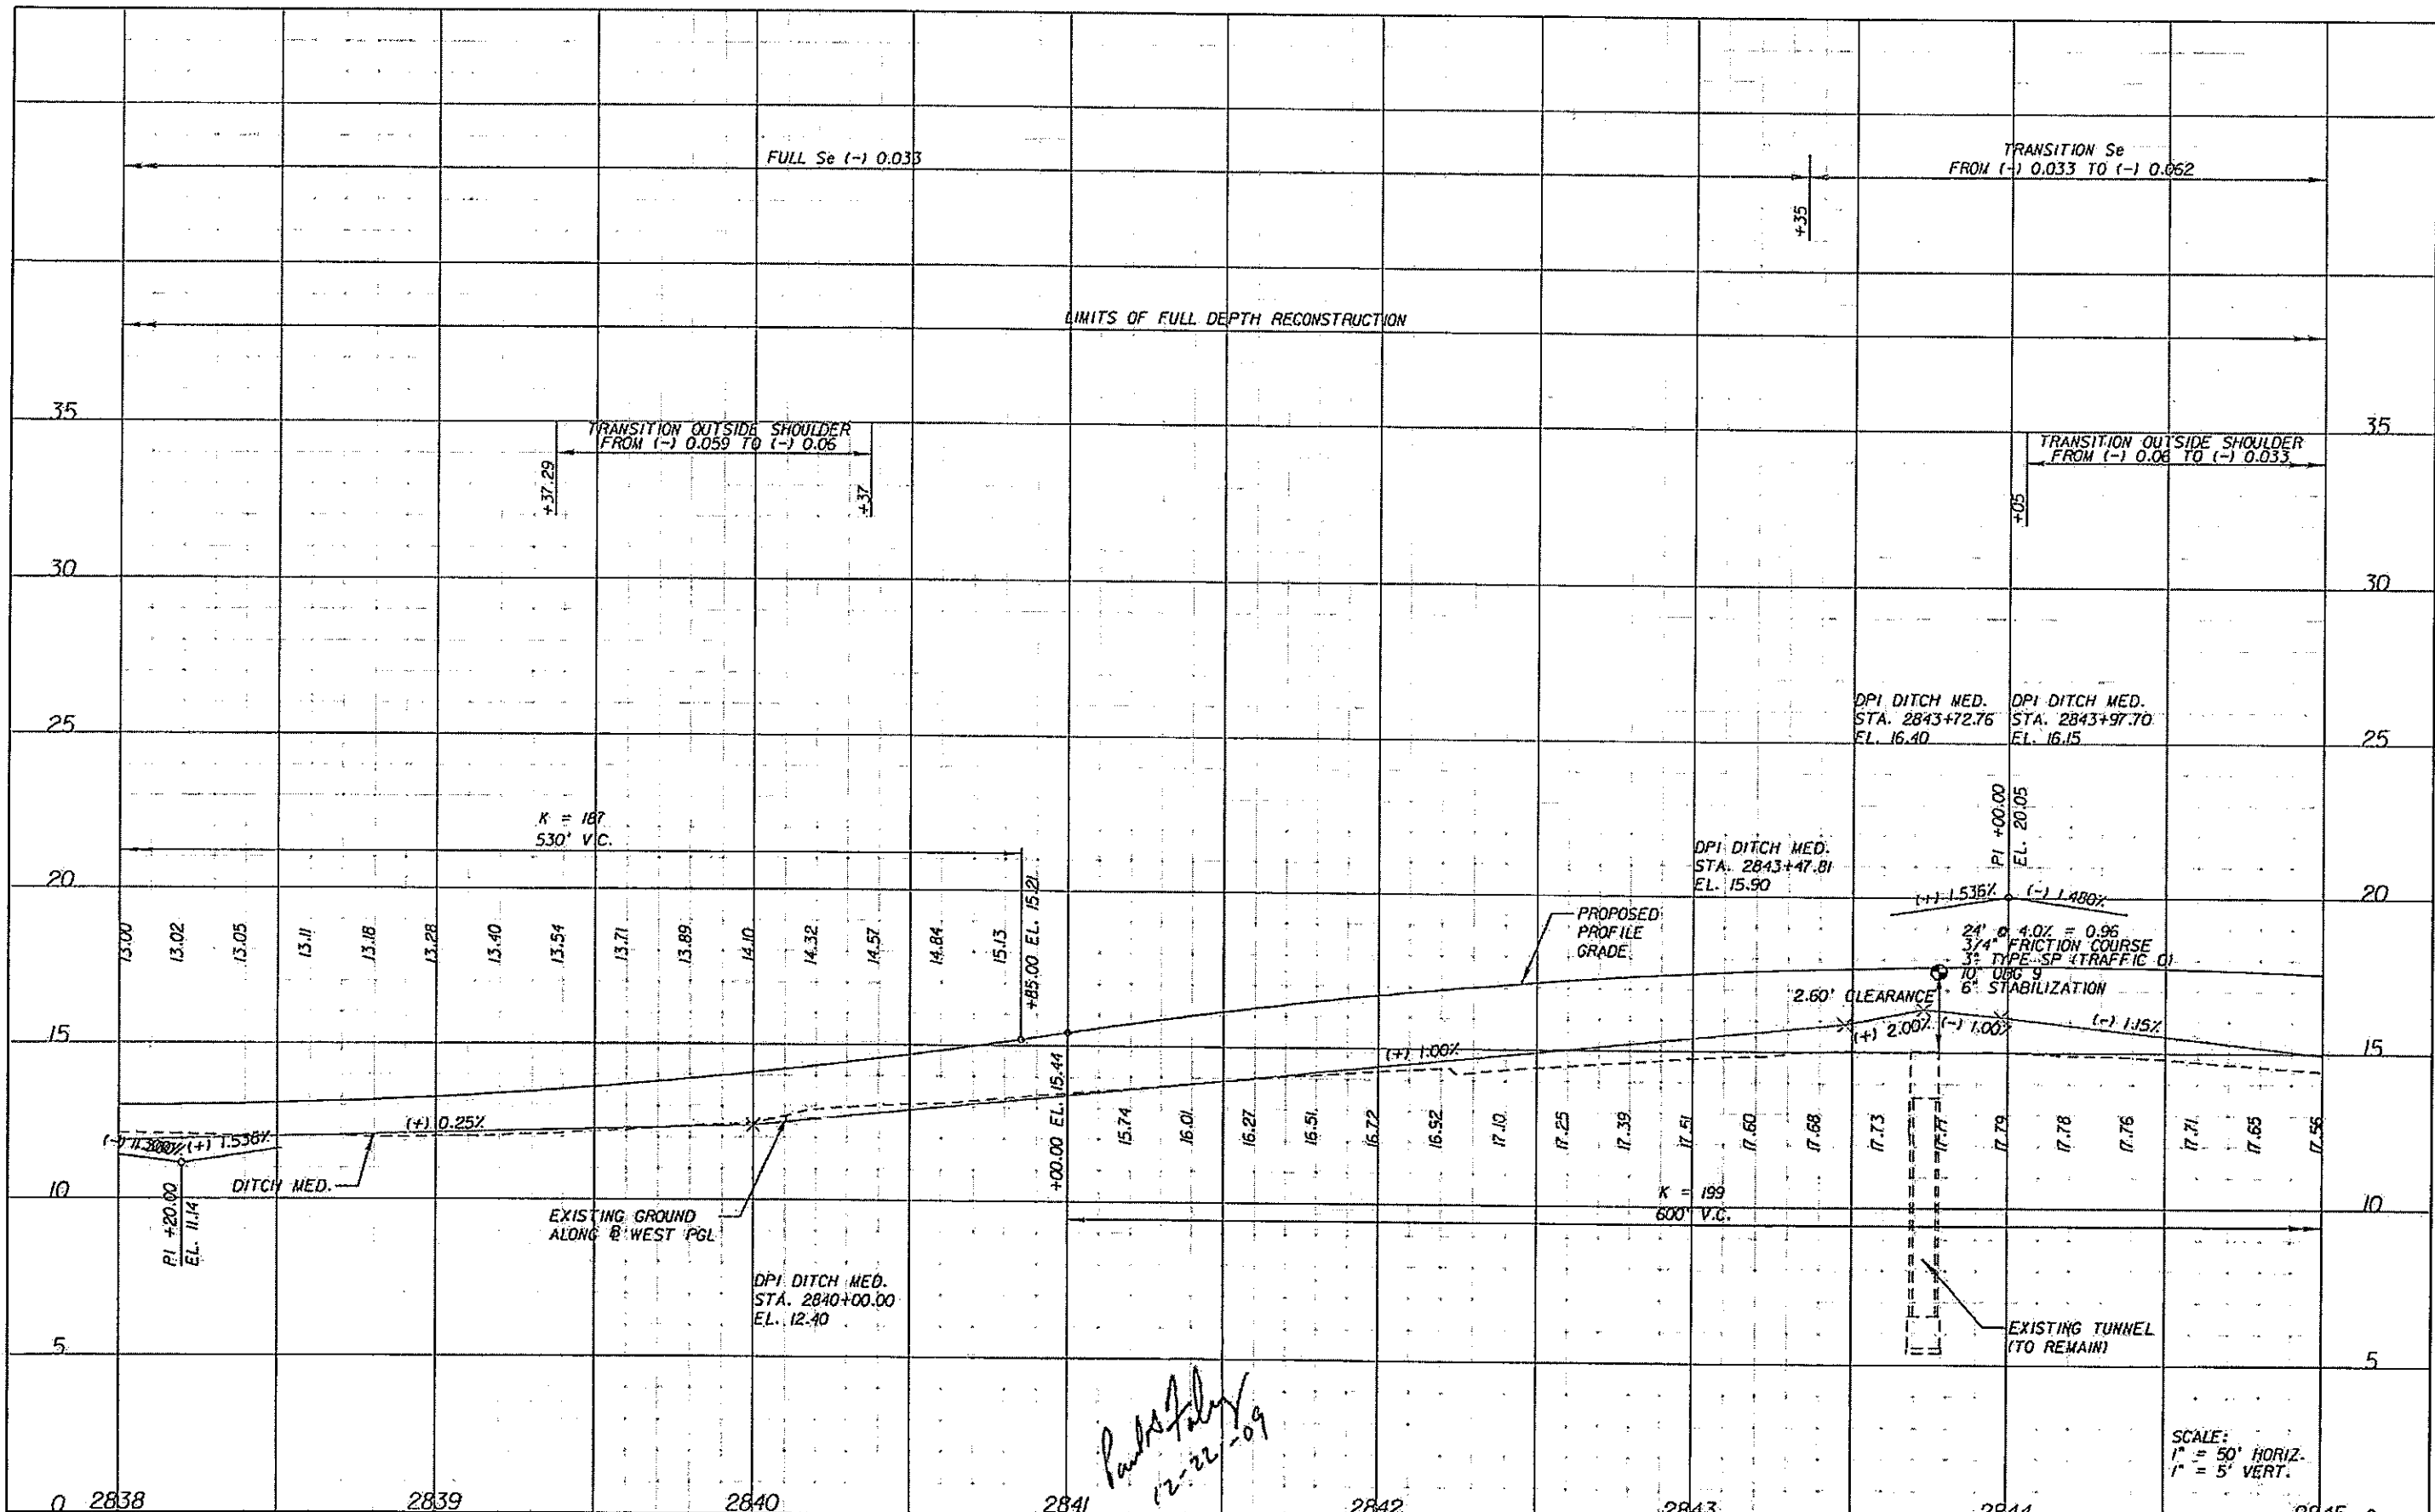 FULL Se (-) 0.033
TRANSITION Se
FROM (-) 0.033 TO (-) 0.062
+35
LIMITS OF FULL DEPTH RECONSTRUCTION
35
TRANSITION OUTSIDE SHOULDER
FROM (-) 0.059 TO (-) 0.06
+37.29
+37
TRANSITION OUTSIDE SHOULDER
FROM (-) 0.06 TO (-) 0.033
+05
35
30
30
DPI DITCH MED.
STA. 2843+72.76
EL. 16.40
DPI DITCH MED.
STA. 2843+97.70
EL. 16.15
25
25
K = 187
530' V.C.
PI +00.00
EL. 20.05
DPI DITCH MED.
STA. 2843+47.81
EL. 15.90
20
20
(+) 1.536% (-) 1.480%
13.00 13.02 13.05 13.11 13.18 13.28 13.40 13.54 13.71 13.89 14.10 14.32 14.57 14.84 15.13
+85.00 EL. 15.21
PROPOSED
PROFILE
GRADE
24' @ 4.0% = 0.96
3/4" FRICTION COURSE
3" TYPE SP (TRAFFIC D)
10" OBG 9
6" STABILIZATION
2.60' CLEARANCE
15
15
(+) 1.00%
(+) 2.00% (-) 1.00%
(-) 1.15%
(+) 0.25%
(+) 1.536%
+00.00 EL. 15.44
15.74 16.01 16.27 16.51 16.72 16.92 17.10 17.25 17.39 17.51 17.60 17.68 17.73 17.77 17.79 17.78 17.76 17.71 17.65 17.56
DITCH MED.
PI +20.00
EL. 11.14
10
10
EXISTING GROUND
ALONG ℄ WEST PGL
K = 199
600' V.C.
DPI DITCH MED.
STA. 2840+00.00
EL. 12.40
EXISTING TUNNEL
(TO REMAIN)
5
5
12-22-09
SCALE:
1" = 50' HORIZ.
1" = 5' VERT.
0 2838 2839 2840 2841 2842 2843 2844 2845